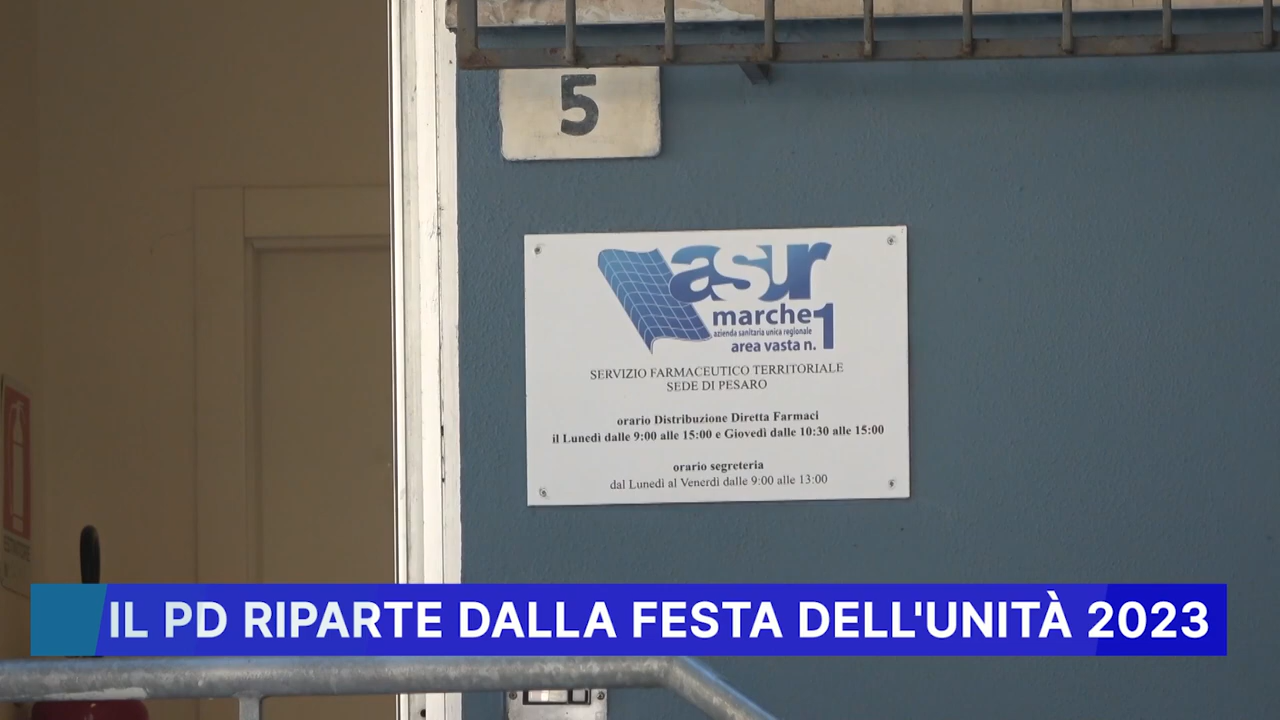 5
asur
marche 1
azienda sanitaria unica regionale
area vasta n.
SERVIZIO FARMACEUTICO TERRITORIALE
SEDE DI PESARO
orario Distribuzione Diretta Farmaci
il Lunedì dalle 9:00 alle 15:00 e Giovedì dalle 10:30 alle 15:00
orario segreteria
dal Lunedì al Venerdì dalle 9:00 alle 13:00
ESTINTORE
IL PD RIPARTE DALLA FESTA DELL'UNITÀ 2023